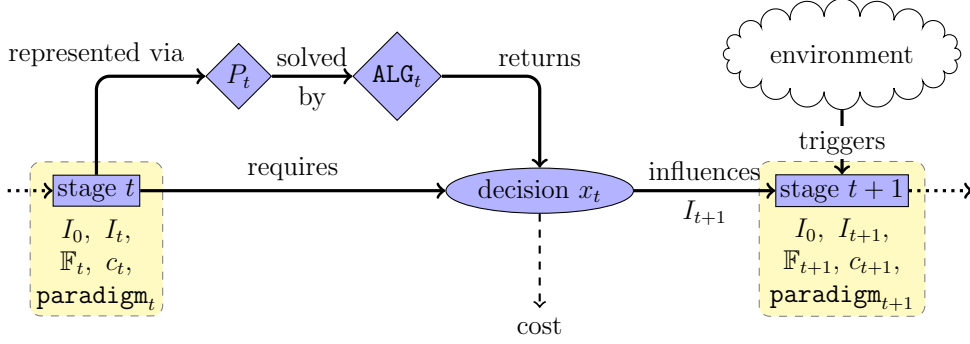 represented via
P_t
solved
by
ALG_t
returns
environment
triggers
stage t
requires
decision x_t
influences
I_{t+1}
stage t + 1
I_0, I_t,
𝔽_t, c_t,
paradigm_t
I_0, I_{t+1},
𝔽_{t+1}, c_{t+1},
paradigm_{t+1}
cost